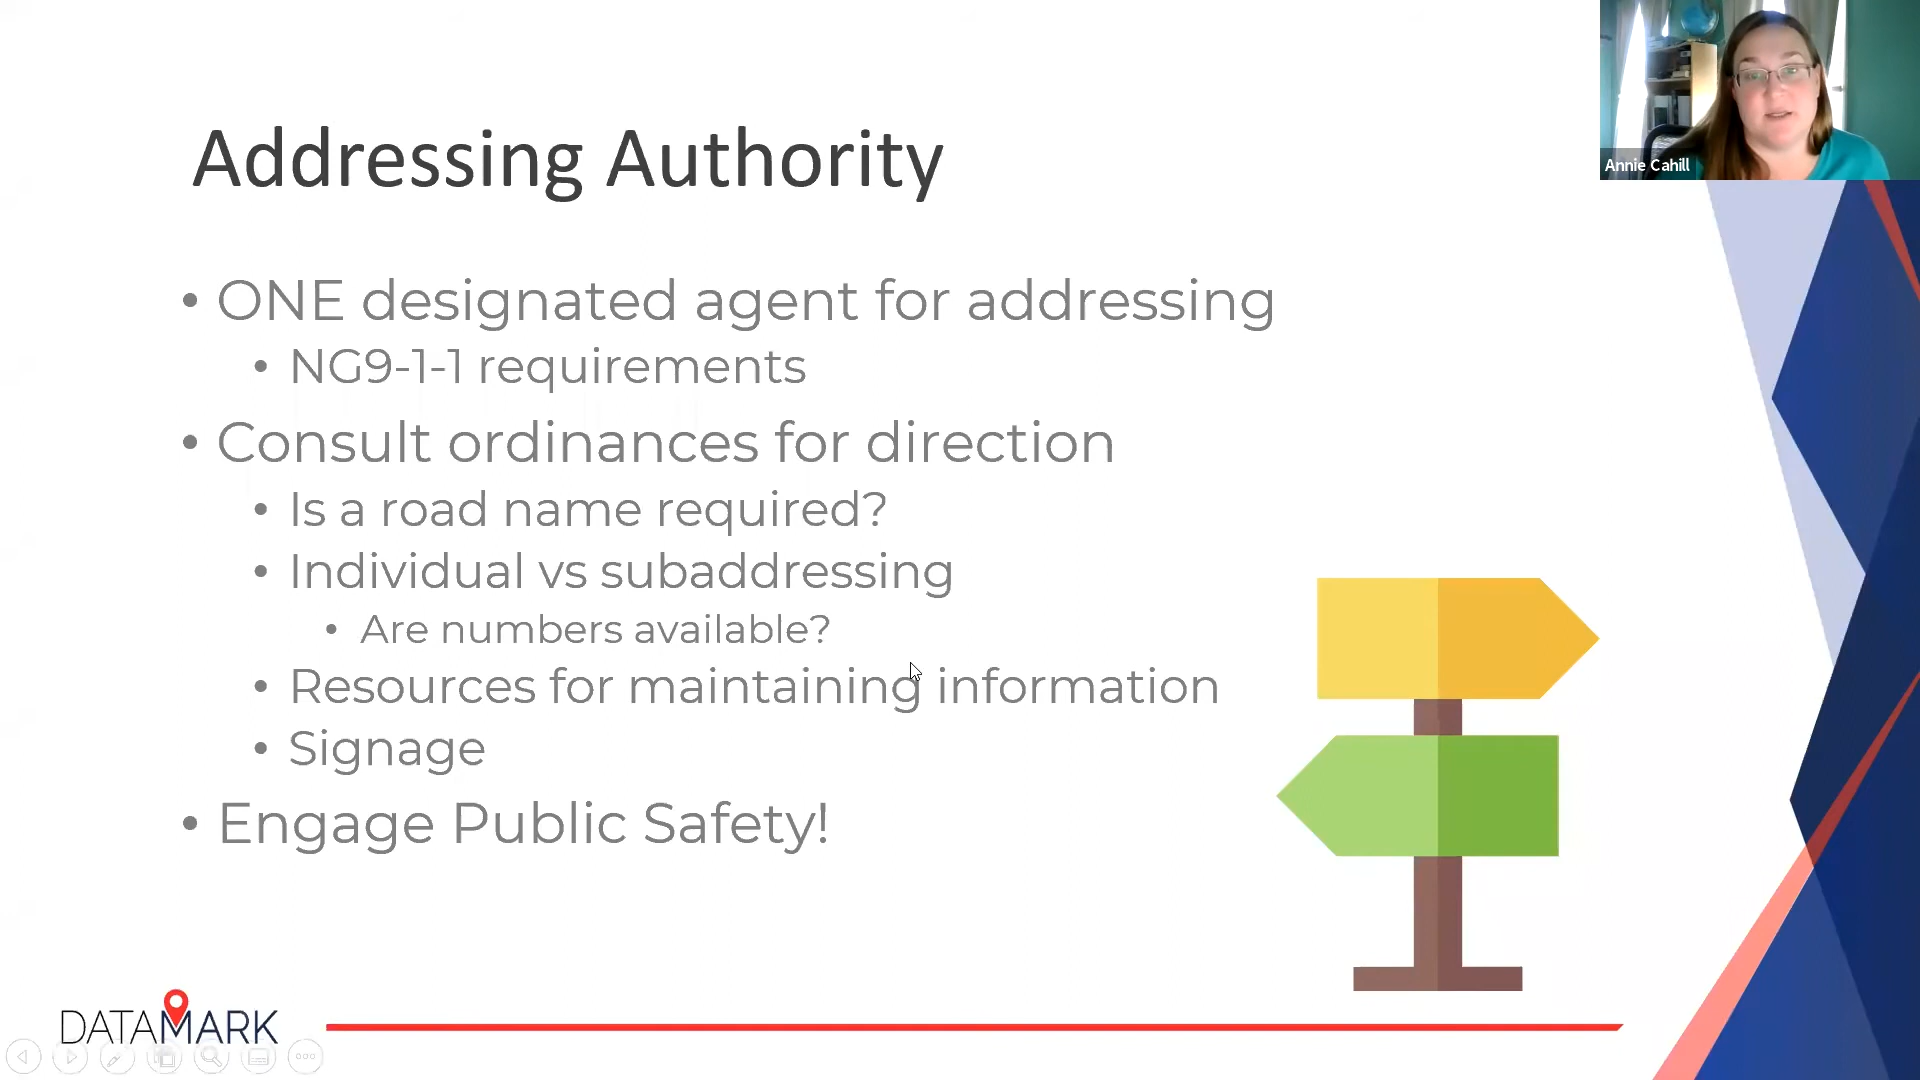 Annie Cahill
Addressing Authority
• ONE designated agent for addressing
• NG9-1-1 requirements
• Consult ordinances for direction
• Is a road name required?
• Individual vs subaddressing
• Are numbers available?
• Resources for maintaining information
• Signage
• Engage Public Safety!
DATAMARK